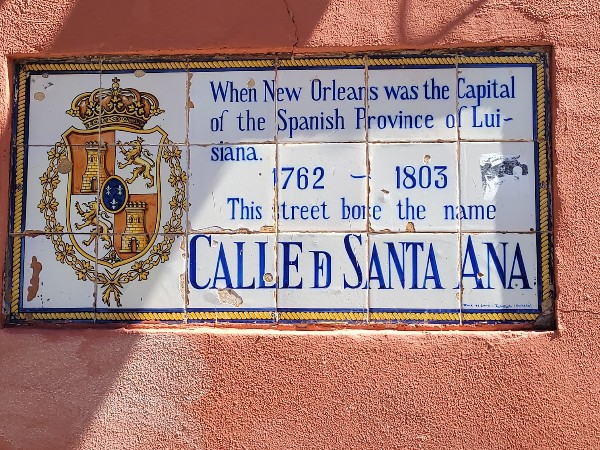 When New Orleans was the Capital
of the Spanish Province of Lui-
siana.
1762 – 1803
This street bore the name
CALLE D SANTA ANA